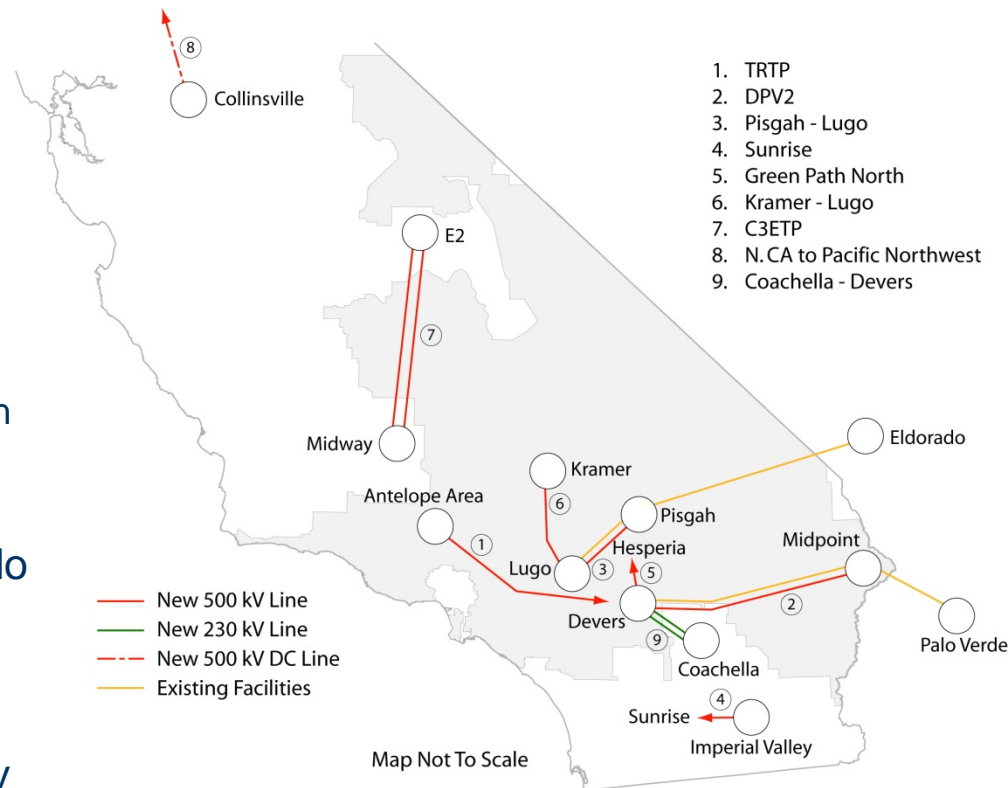 8
Collinsville
1. TRTP
2. DPV2
3. Pisgah - Lugo
4. Sunrise
5. Green Path North
6. Kramer - Lugo
7. C3ETP
8. N. CA to Pacific Northwest
9. Coachella - Devers
E2
7
Midway
Eldorado
Kramer
Antelope Area
6
Pisgah
1
Hesperia
Midpoint
Lugo
3
5
2
Devers
9
Coachella
Palo Verde
4
Sunrise
Imperial Valley
New 500 kV Line
New 230 kV Line
New 500 kV DC Line
Existing Facilities
Map Not To Scale